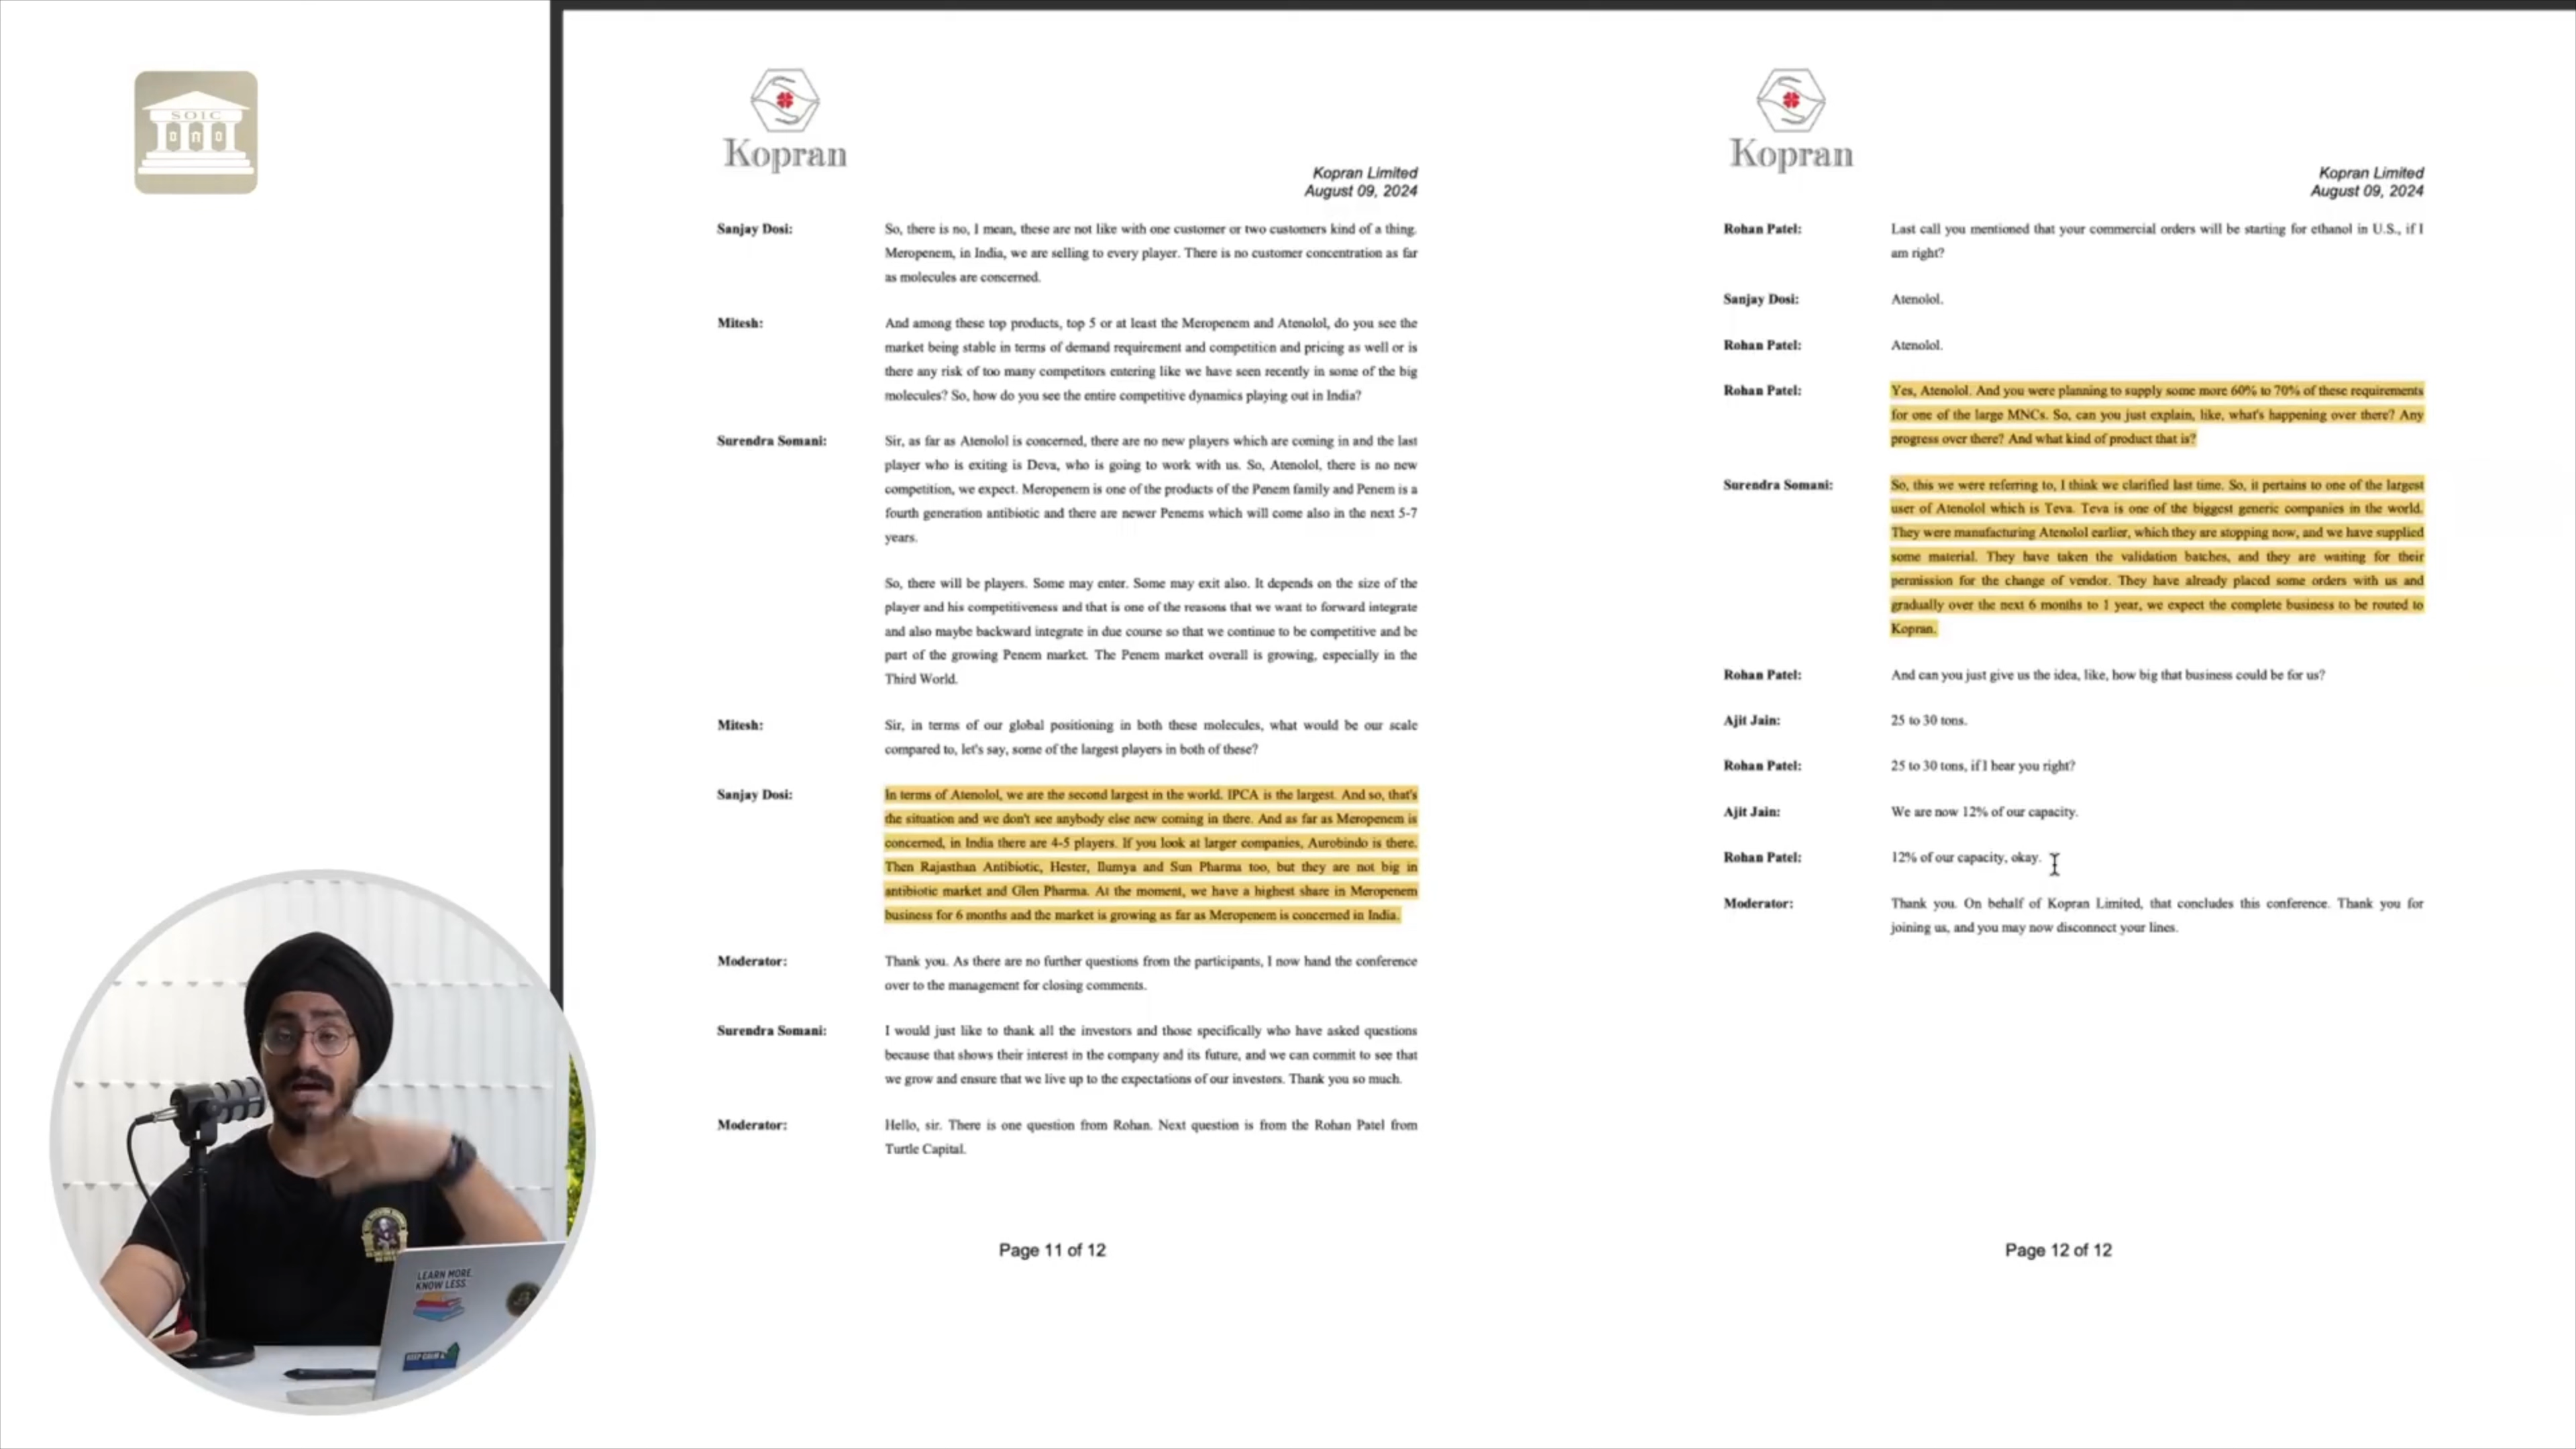 SOIC
Kopran
Kopran Limited
August 09, 2024
Sanjay Dosi:
So, there is no, I mean, these are not like with one customer or two customers kind of a thing.
Meropenem, in India, we are selling to every player. There is no customer concentration as far
as molecules are concerned.
Mitesh:
And among these top products, top 5 or at least the Meropenem and Atenolol, do you see the
market being stable in terms of demand requirement and competition and pricing as well or is
there any risk of too many competitors entering like we have seen recently in some of the big
molecules? So, how do you see the entire competitive dynamics playing out in India?
Surendra Somani:
Sir, as far as Atenolol is concerned, there are no new players which are coming in and the last
player who is exiting is Deva, who is going to work with us. So, Atenolol, there is no new
competition, we expect. Meropenem is one of the products of the Penem family and Penem is a
fourth generation antibiotic and there are newer Penems which will come also in the next 5-7
years.
So, there will be players. Some may enter. Some may exit also. It depends on the size of the
player and his competitiveness and that is one of the reasons that we want to forward integrate
and also maybe backward integrate in due course so that we continue to be competitive and be
part of the growing Penem market. The Penem market overall is growing, especially in the
Third World.
Mitesh:
Sir, in terms of our global positioning in both these molecules, what would be our scale
compared to, let's say, some of the largest players in both of these?
Sanjay Dosi:
In terms of Atenolol, we are the second largest in the world. IPCA is the largest. And so, that's
the situation and we don't see anybody else new coming in there. And as far as Meropenem is
concerned, in India there are 4-5 players. If you look at larger companies, Aurobindo is there.
Then Rajasthan Antibiotic, Hester, Ilumya and Sun Pharma too, but they are not big in
antibiotic market and Glen Pharma. At the moment, we have a highest share in Meropenem
business for 6 months and the market is growing as far as Meropenem is concerned in India.
Moderator:
Thank you. As there are no further questions from the participants, I now hand the conference
over to the management for closing comments.
Surendra Somani:
I would just like to thank all the investors and those specifically who have asked questions
because that shows their interest in the company and its future, and we can commit to see that
we grow and ensure that we live up to the expectations of our investors. Thank you so much.
Moderator:
Hello, sir. There is one question from Rohan. Next question is from the Rohan Patel from
Turtle Capital.
Page 11 of 12
Kopran
Kopran Limited
August 09, 2024
Rohan Patel:
Last call you mentioned that your commercial orders will be starting for ethanol in U.S., if I
am right?
Sanjay Dosi:
Atenolol.
Rohan Patel:
Atenolol.
Rohan Patel:
Yes, Atenolol. And you were planning to supply some more 60% to 70% of these requirements
for one of the large MNCs. So, can you just explain, like, what's happening over there? Any
progress over there? And what kind of product that is?
Surendra Somani:
So, this we were referring to, I think we clarified last time. So, it pertains to one of the largest
user of Atenolol which is Teva. Teva is one of the biggest generic companies in the world.
They were manufacturing Atenolol earlier, which they are stopping now, and we have supplied
some material. They have taken the validation batches, and they are waiting for their
permission for the change of vendor. They have already placed some orders with us and
gradually over the next 6 months to 1 year, we expect the complete business to be routed to
Kopran.
Rohan Patel:
And can you just give us the idea, like, how big that business could be for us?
Ajit Jain:
25 to 30 tons.
Rohan Patel:
25 to 30 tons, if I hear you right?
Ajit Jain:
We are now 12% of our capacity.
Rohan Patel:
12% of our capacity, okay.
Moderator:
Thank you. On behalf of Kopran Limited, that concludes this conference. Thank you for
joining us, and you may now disconnect your lines.
Page 12 of 12
LEARN MORE.
KNOW LESS